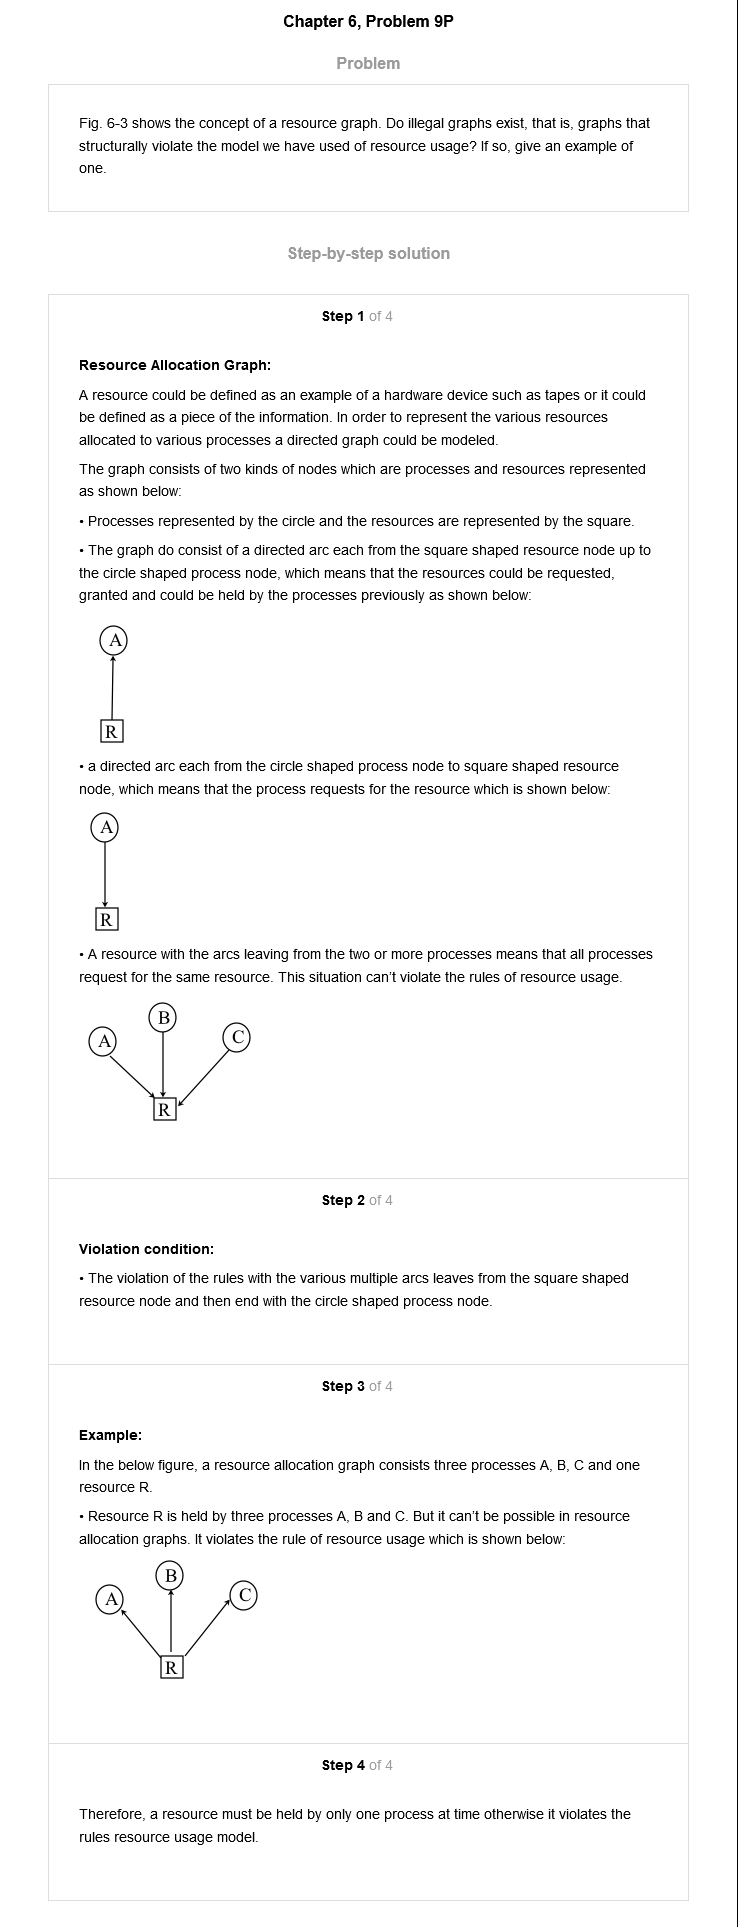 Chapter 6, Problem 9P
Problem
Fig. 6-3 shows the concept of a resource graph. Do illegal graphs exist, that is, graphs that
structurally violate the model we have used of resource usage? If so, give an example of
one.
Step-by-step solution
Step 1 of 4
Resource Allocation Graph:
A resource could be defined as an example of a hardware device such as tapes or it could
be defined as a piece of the information. In order to represent the various resources
allocated to various processes a directed graph could be modeled.
The graph consists of two kinds of nodes which are processes and resources represented
as shown below:
• Processes represented by the circle and the resources are represented by the square.
• The graph do consist of a directed arc each from the square shaped resource node up to
the circle shaped process node, which means that the resources could be requested,
granted and could be held by the processes previously as shown below:
A
R
• a directed arc each from the circle shaped process node to square shaped resource
node, which means that the process requests for the resource which is shown below:
A
R
• A resource with the arcs leaving from the two or more processes means that all processes
request for the same resource. This situation can't violate the rules of resource usage.
B
A
C
R
Step 2 of 4
Violation condition:
• The violation of the rules with the various multiple arcs leaves from the square shaped
resource node and then end with the circle shaped process node.
Step 3 of 4
Example:
In the below figure, a resource allocation graph consists three processes A, B, C and one
resource R.
• Resource R is held by three processes A, B and C. But it can't be possible in resource
allocation graphs. It violates the rule of resource usage which is shown below:
B
A
C
R
Step 4 of 4
Therefore, a resource must be held by only one process at time otherwise it violates the
rules resource usage model.